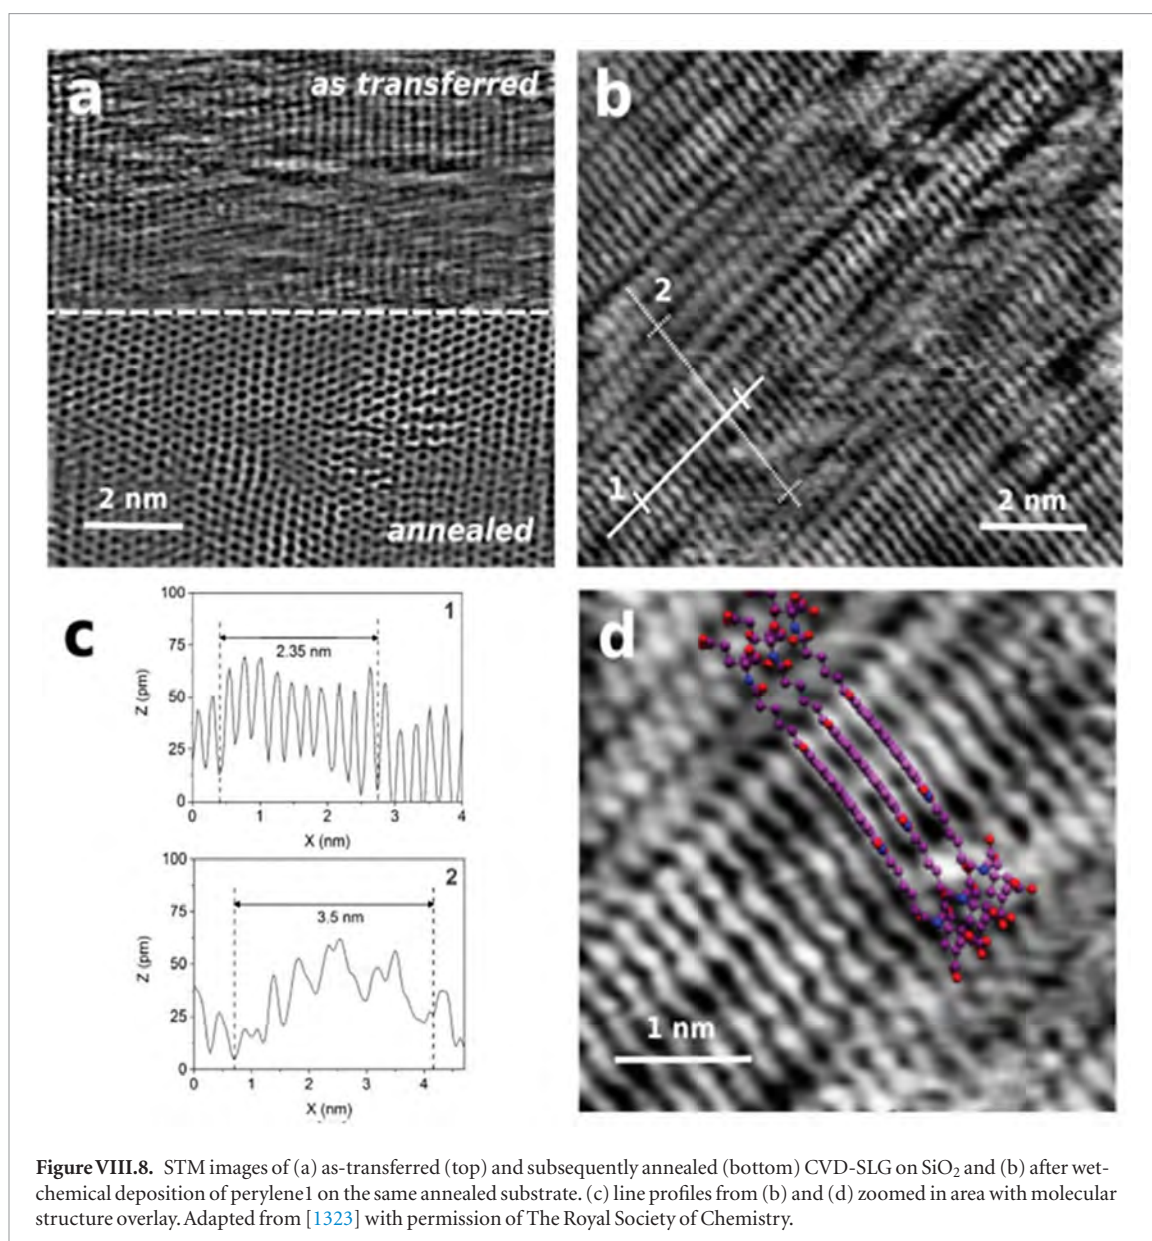 a
as transferred
2 nm
annealed
b
2
1
2 nm
c
100
75
50
25
0
Z (pm)
1
2.35 nm
0 1 2 3 4
X (nm)
100
75
50
25
0
Z (pm)
2
3.5 nm
0 1 2 3 4
X (nm)
d
1 nm
Figure VIII.8. STM images of (a) as-transferred (top) and subsequently annealed (bottom) CVD-SLG on SiO₂ and (b) after wet-
chemical deposition of perylene1 on the same annealed substrate. (c) line profiles from (b) and (d) zoomed in area with molecular
structure overlay. Adapted from [1323] with permission of The Royal Society of Chemistry.